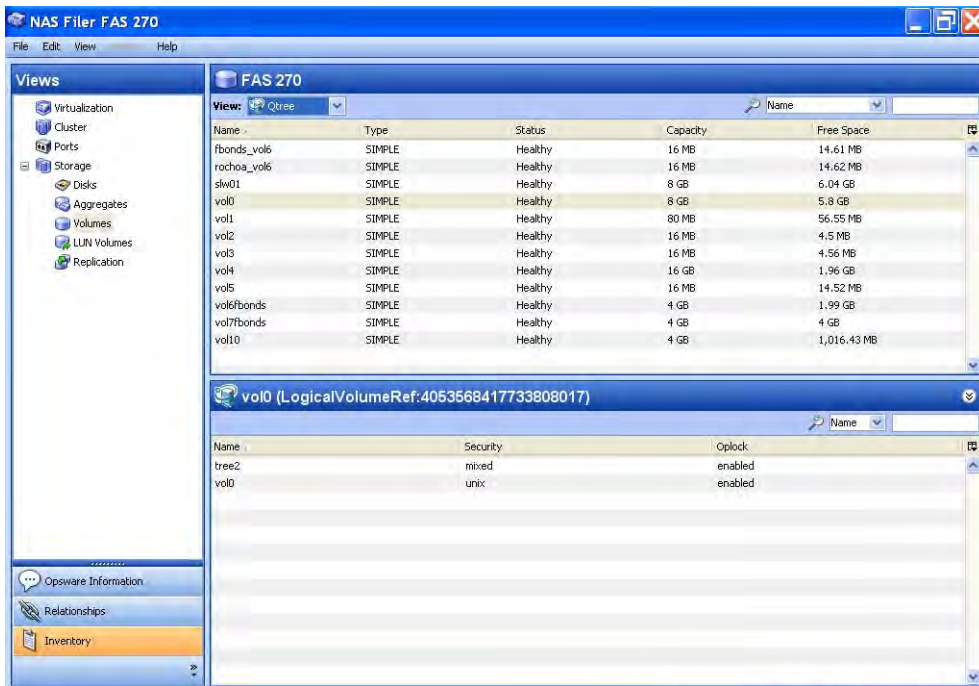 NAS Filer FAS 270
File Edit View Help
Views
Virtualization
Cluster
Ports
Storage
Disks
Aggregates
Volumes
LUN Volumes
Replication
Opsware Information
Relationships
Inventory
FAS 270
View: Qtree Name
Name Type Status Capacity Free Space
fbonds_vol6 SIMPLE Healthy 16 MB 14.61 MB
rochoa_vol6 SIMPLE Healthy 16 MB 14.62 MB
slw01 SIMPLE Healthy 8 GB 6.04 GB
vol0 SIMPLE Healthy 8 GB 5.8 GB
vol1 SIMPLE Healthy 80 MB 56.55 MB
vol2 SIMPLE Healthy 16 MB 4.5 MB
vol3 SIMPLE Healthy 16 MB 4.56 MB
vol4 SIMPLE Healthy 16 GB 1.96 GB
vol5 SIMPLE Healthy 16 MB 14.52 MB
vol6fbonds SIMPLE Healthy 4 GB 1.99 GB
vol7fbonds SIMPLE Healthy 4 GB 4 GB
vol10 SIMPLE Healthy 4 GB 1,016.43 MB
vol0 (LogicalVolumeRef:4053568417733808017)
Name
Name Security Oplock
tree2 mixed enabled
vol0 unix enabled